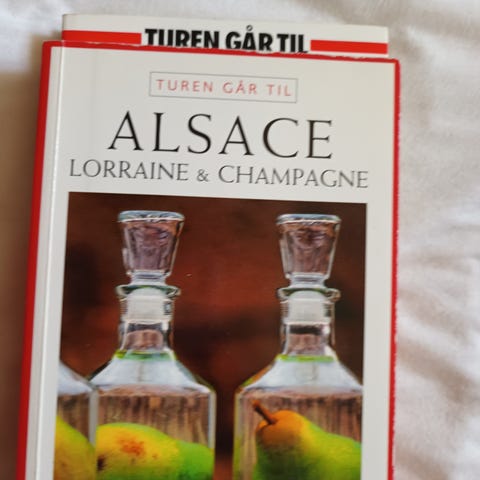 TUREN GÅR TIL
TUREN GÅR TIL
ALSACE
LORRAINE & CHAMPAGNE